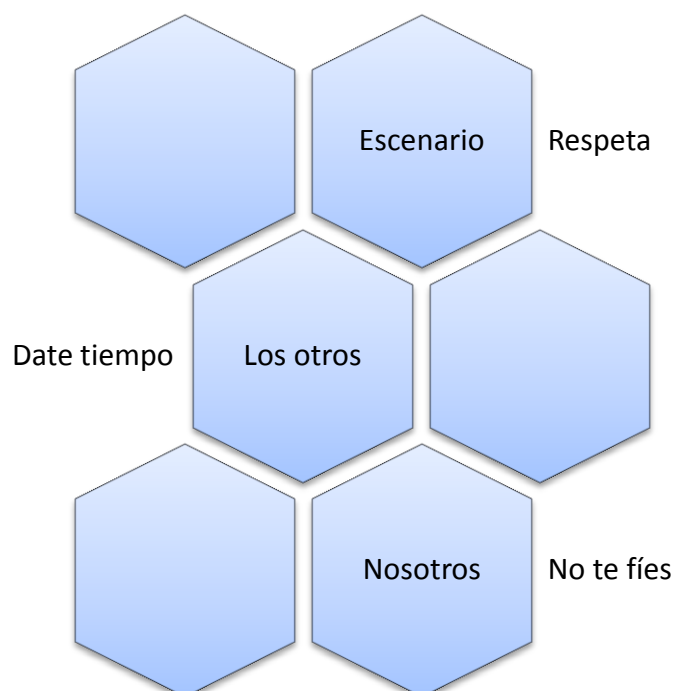 Escenario
Respeta
Date tiempo
Los otros
Nosotros
No te fíes